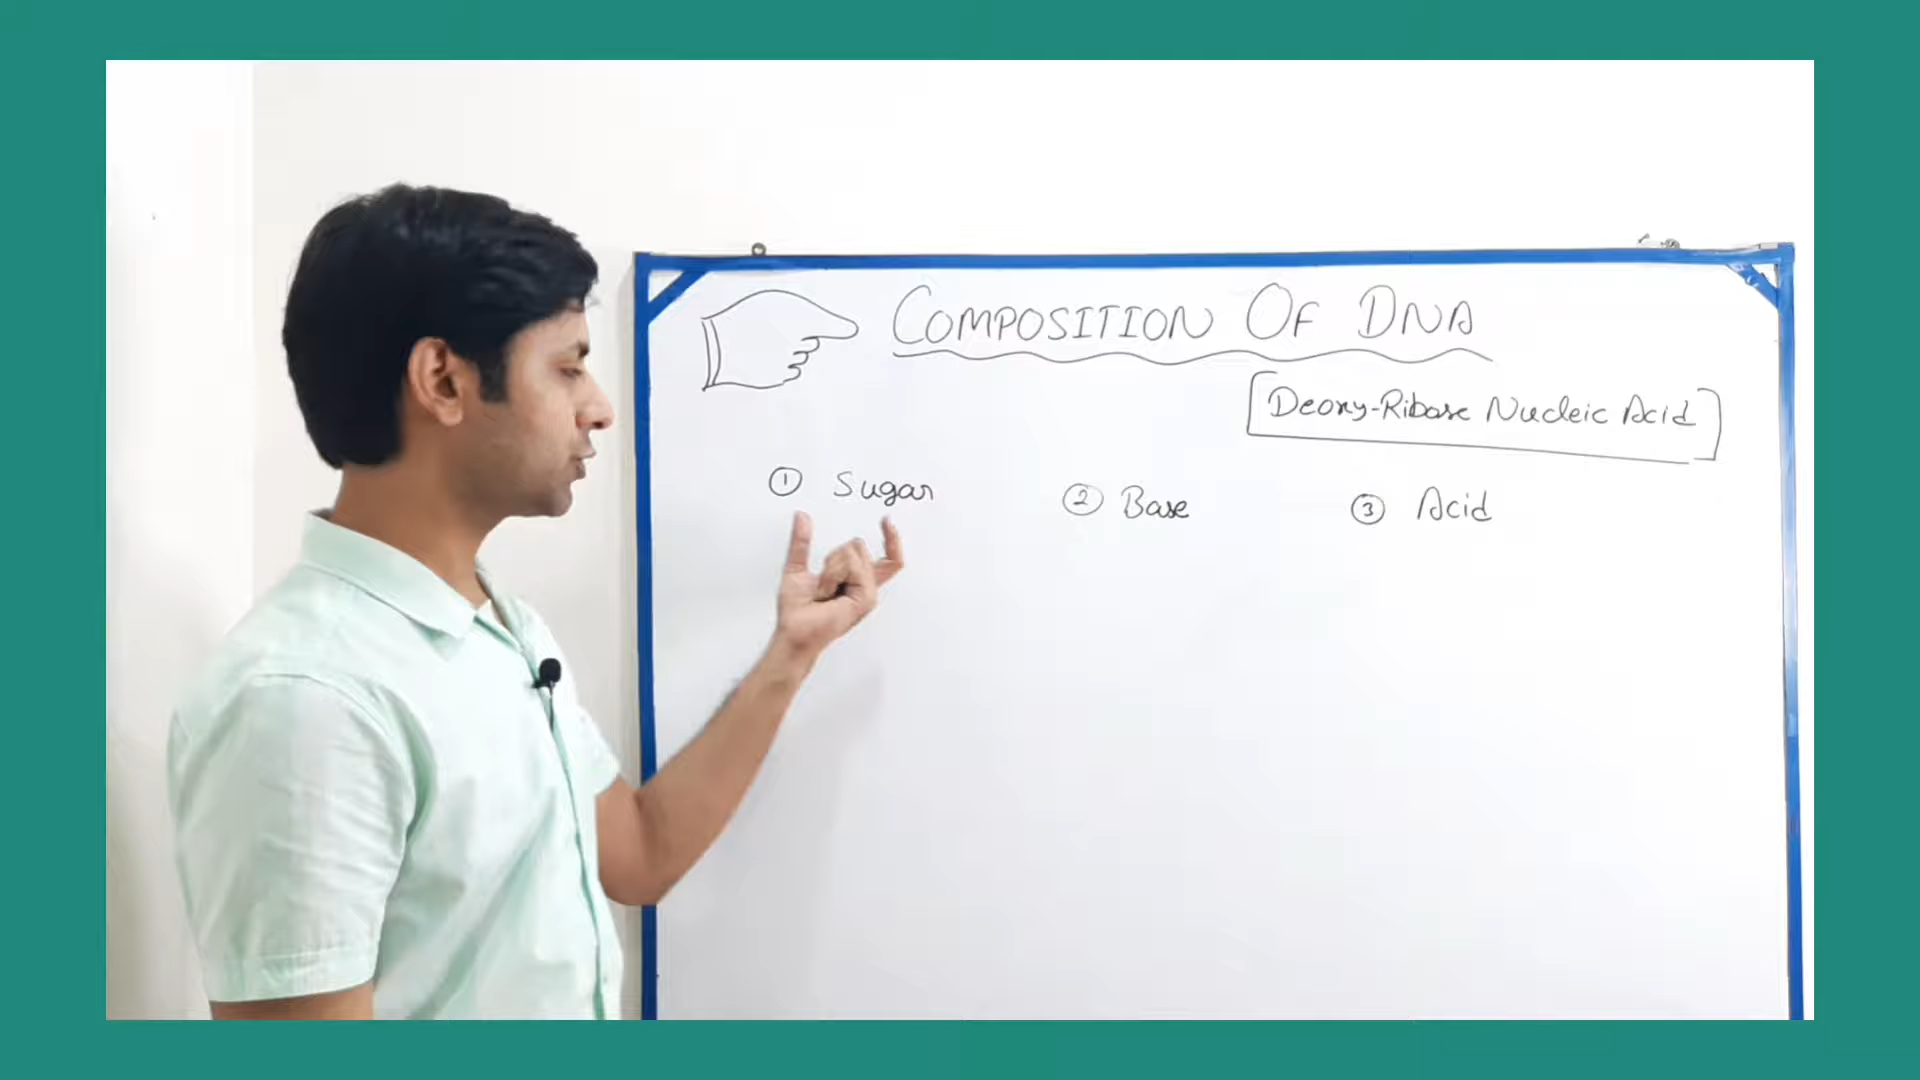 COMPOSITION OF DNA
Deoxy-Ribose Nucleic Acid
① Sugar ② Base ③ Acid